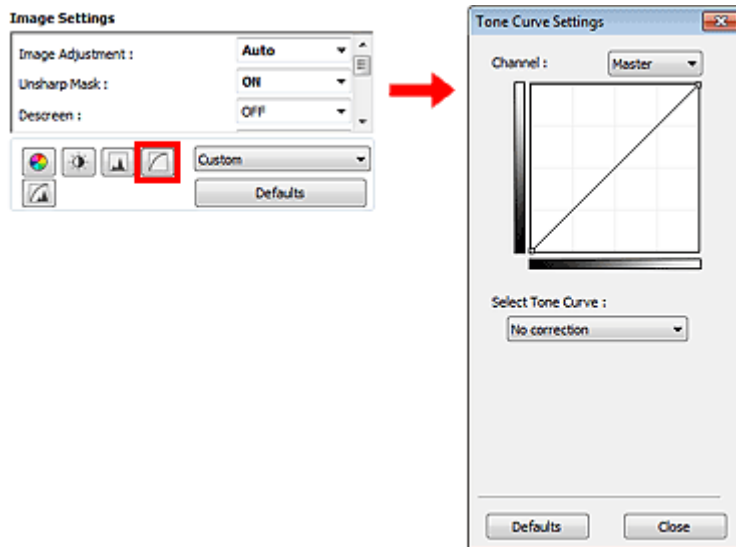 Image Settings
Image Adjustment : Auto
Unsharp Mask : ON
Descreen : OFF
Custom
Defaults
Tone Curve Settings
Channel : Master
Select Tone Curve :
No correction
Defaults Close